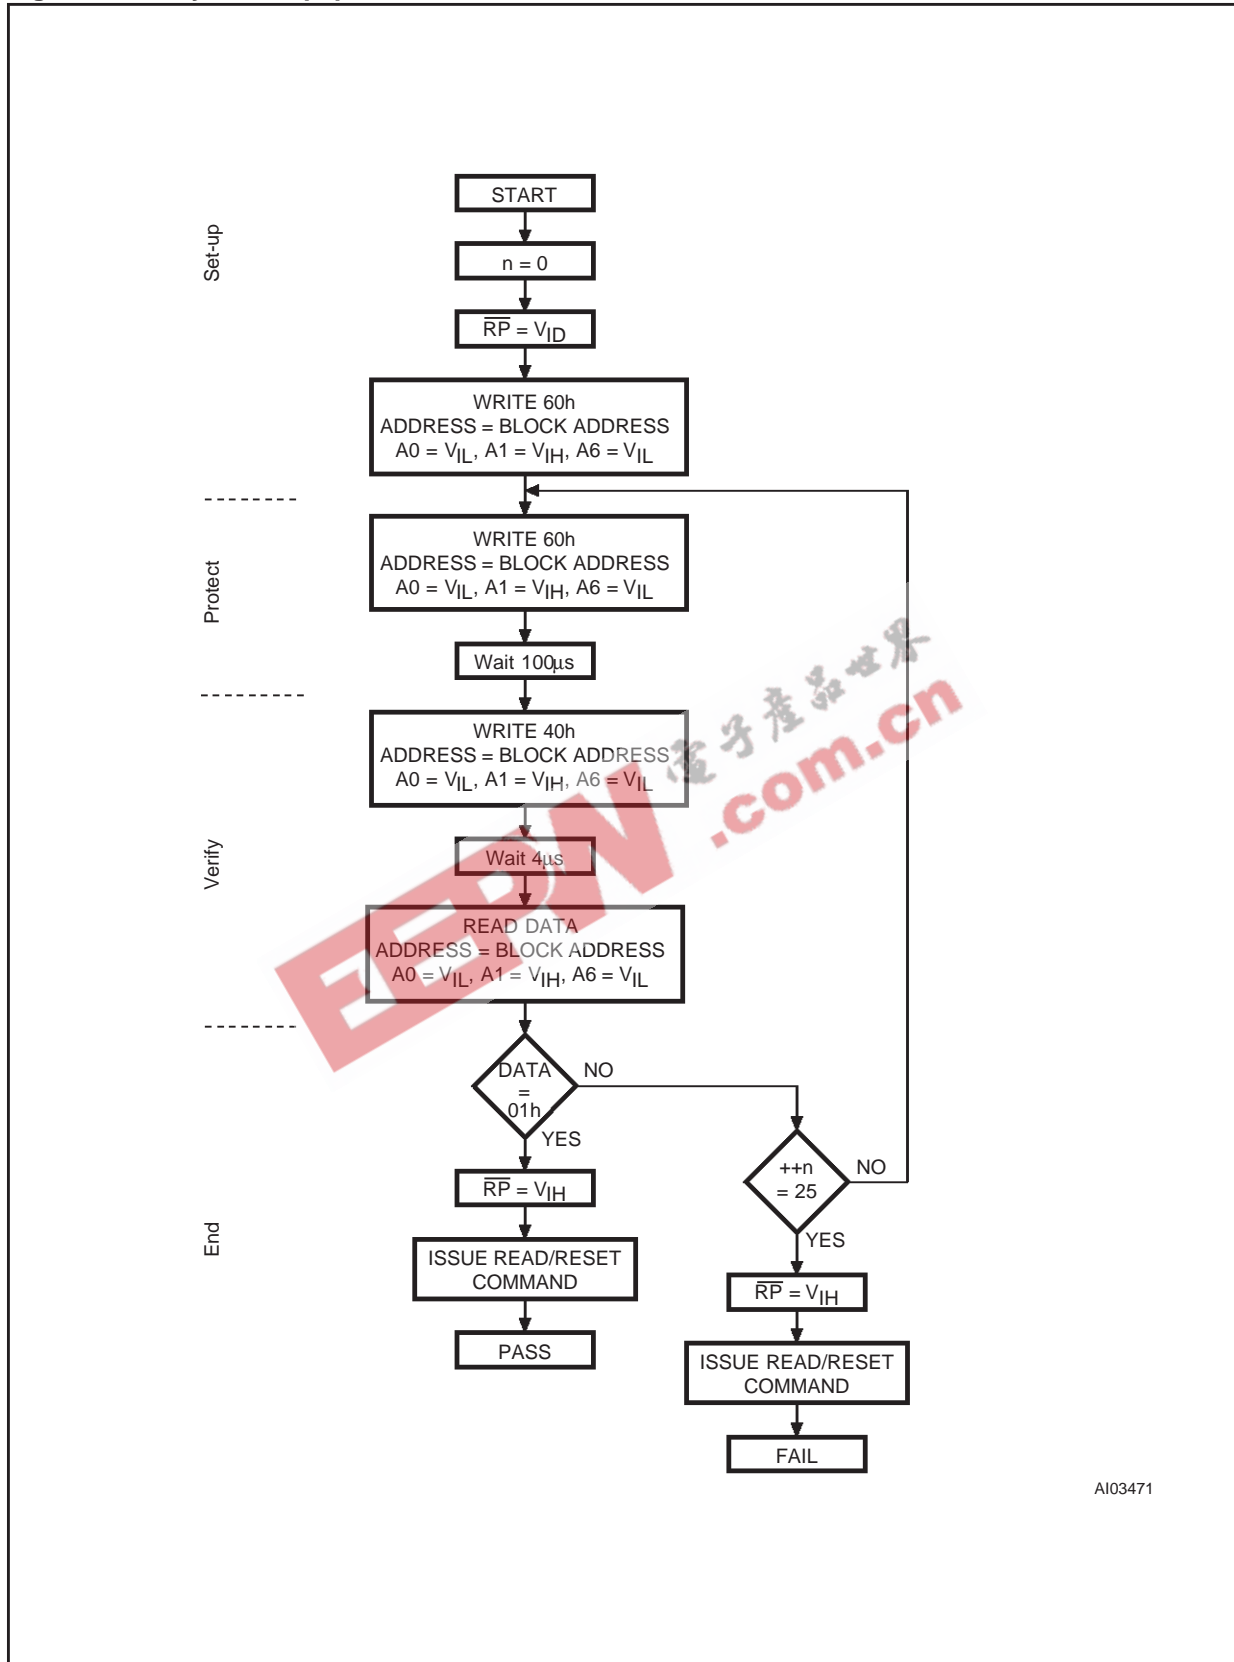 Set-up
START
n = 0
RP = VID
WRITE 60h
ADDRESS = BLOCK ADDRESS
A0 = VIL, A1 = VIH, A6 = VIL
Protect
WRITE 60h
ADDRESS = BLOCK ADDRESS
A0 = VIL, A1 = VIH, A6 = VIL
Wait 100μs
Verify
WRITE 40h
ADDRESS = BLOCK ADDRESS
A0 = VIL, A1 = VIH, A6 = VIL
Wait 4μs
READ DATA
ADDRESS = BLOCK ADDRESS
A0 = VIL, A1 = VIH, A6 = VIL
EEPW
.com.cn
電子產品世界
End
DATA
=
01h
NO
YES
++n
= 25
NO
YES
RP = VIH
ISSUE READ/RESET
COMMAND
PASS
RP = VIH
ISSUE READ/RESET
COMMAND
FAIL
AI03471